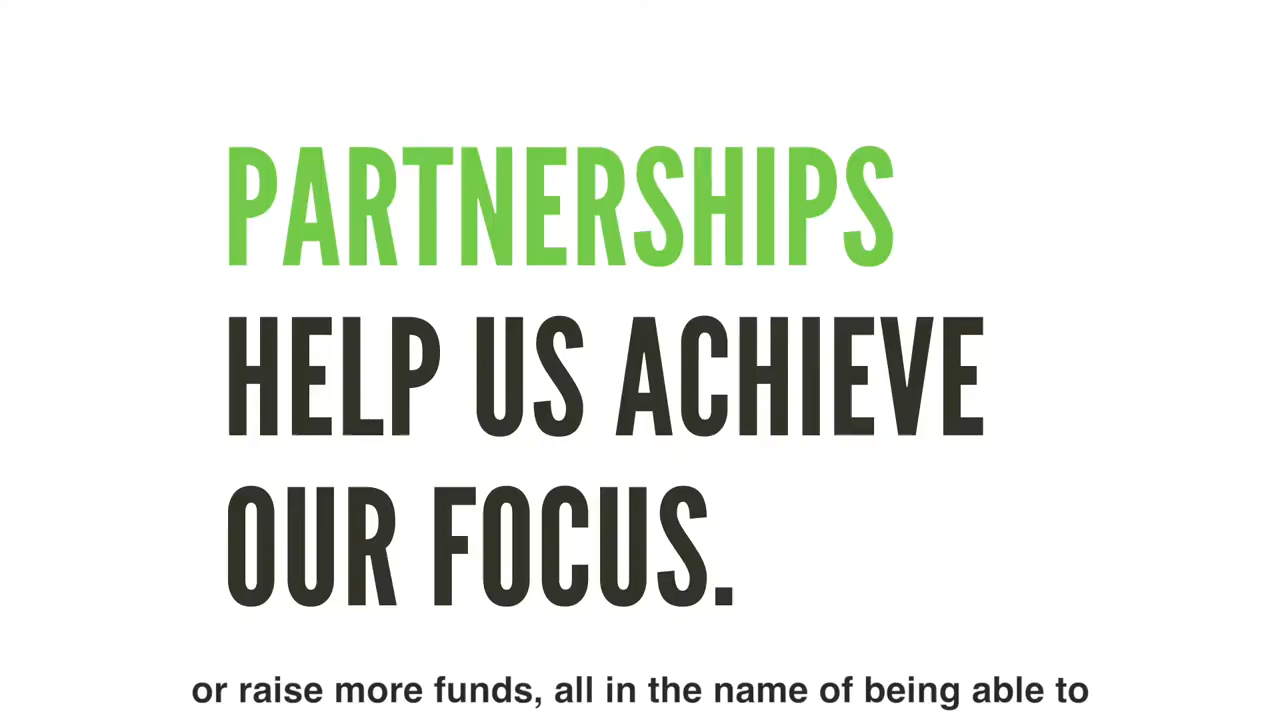 PARTNERSHIPS
HELP US ACHIEVE
OUR FOCUS.
or raise more funds, all in the name of being able to